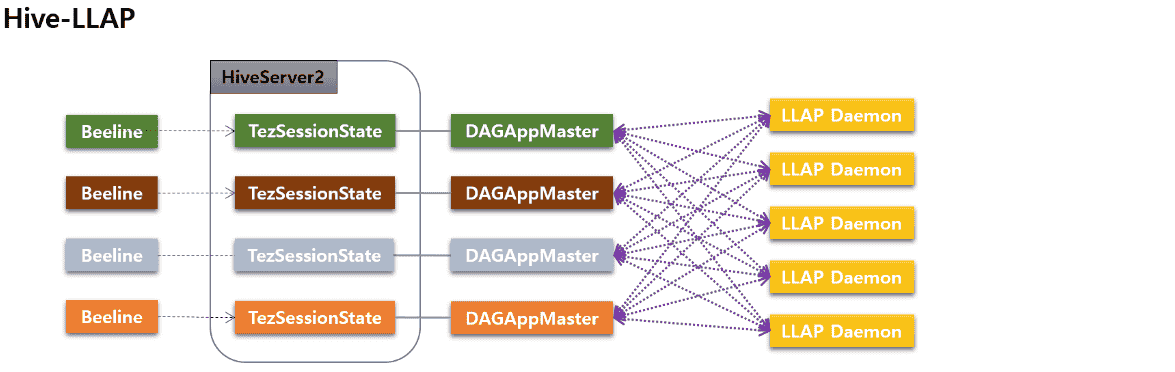 Hive-LLAP
HiveServer2
Beeline
TezSessionState
DAGAppMaster
LLAP Daemon
Beeline
TezSessionState
DAGAppMaster
LLAP Daemon
LLAP Daemon
Beeline
TezSessionState
DAGAppMaster
LLAP Daemon
Beeline
TezSessionState
DAGAppMaster
LLAP Daemon